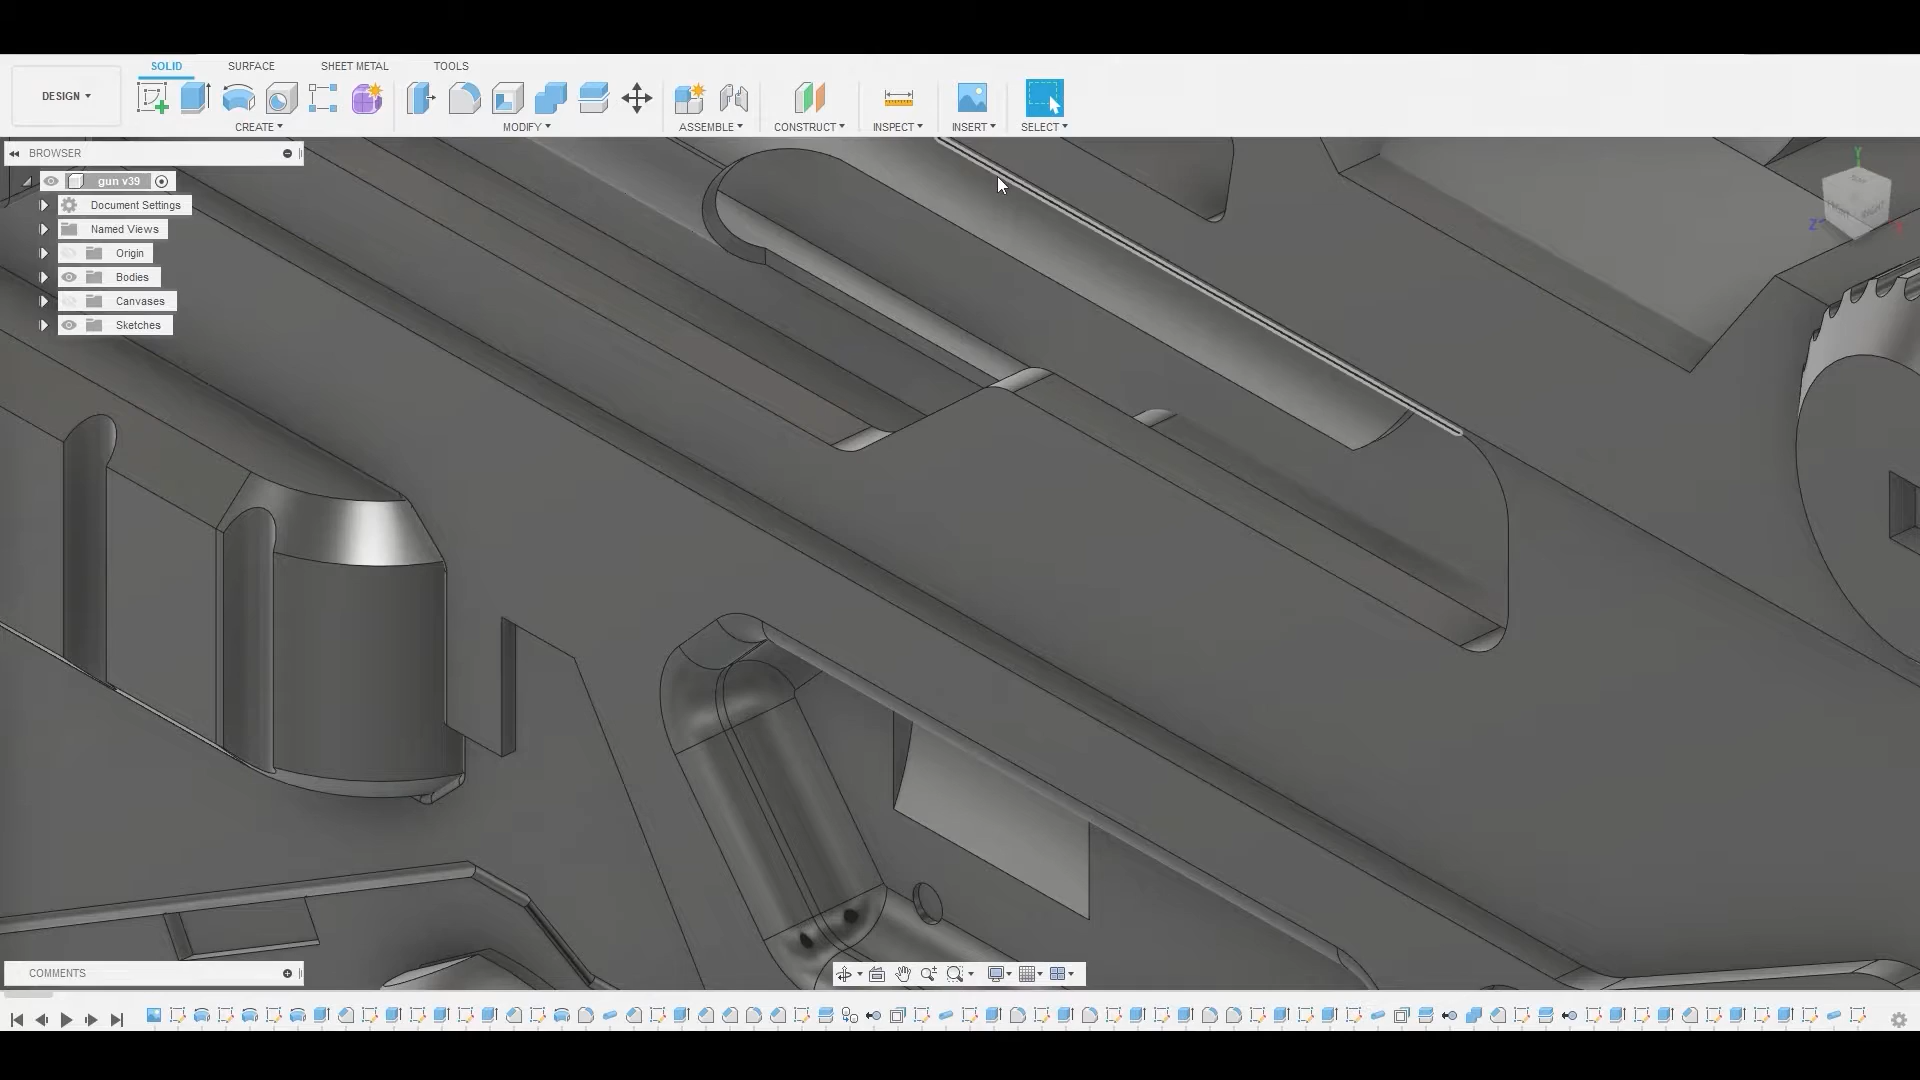 SOLID SURFACE SHEET METAL TOOLS
DESIGN
CREATE MODIFY ASSEMBLE CONSTRUCT INSPECT INSERT SELECT
BROWSER
gun v39
Document Settings
Named Views
Origin
Bodies
Canvases
Sketches
Y
Z
RIGHT
COMMENTS